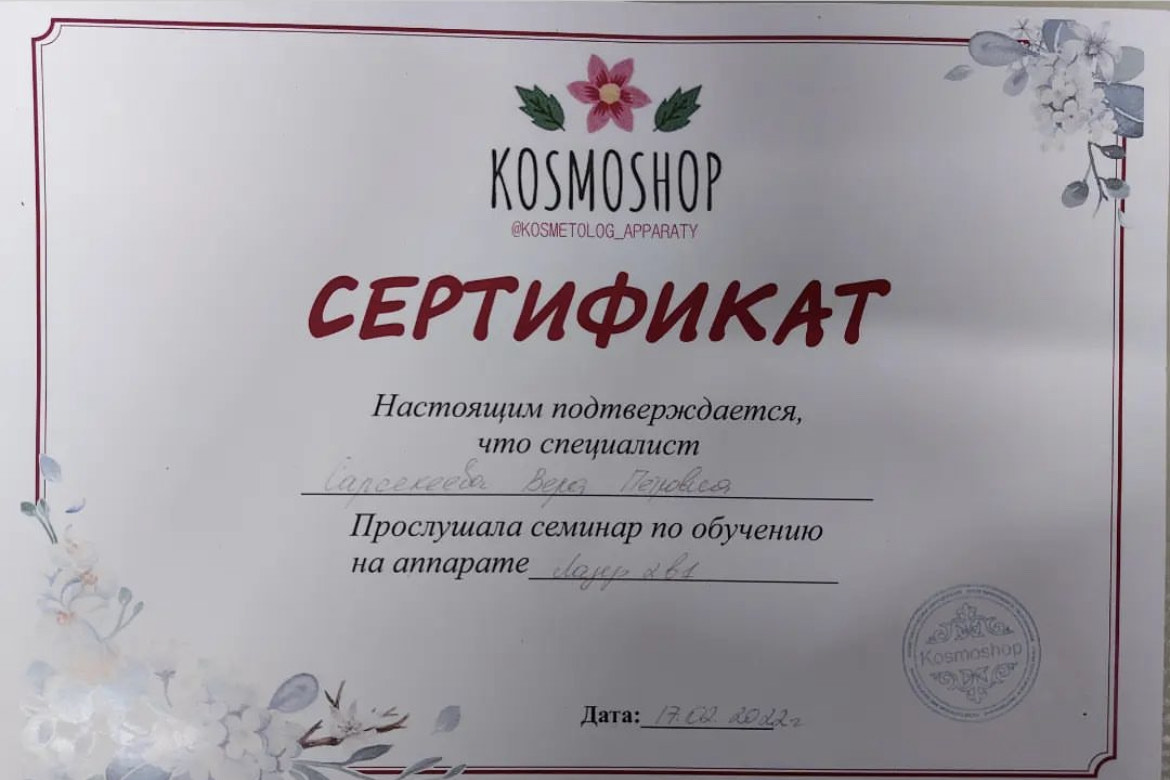 KOSMOSHOP
@KOSMETOLOG_APPARATY
СЕРТИФИКАТ
Настоящим подтверждается,
что специалист
Сарсекеева Вера Петровна
Прослушала семинар по обучению
на аппарате Лазер 2в1
Kosmoshop
Дата: 17.02.2022г